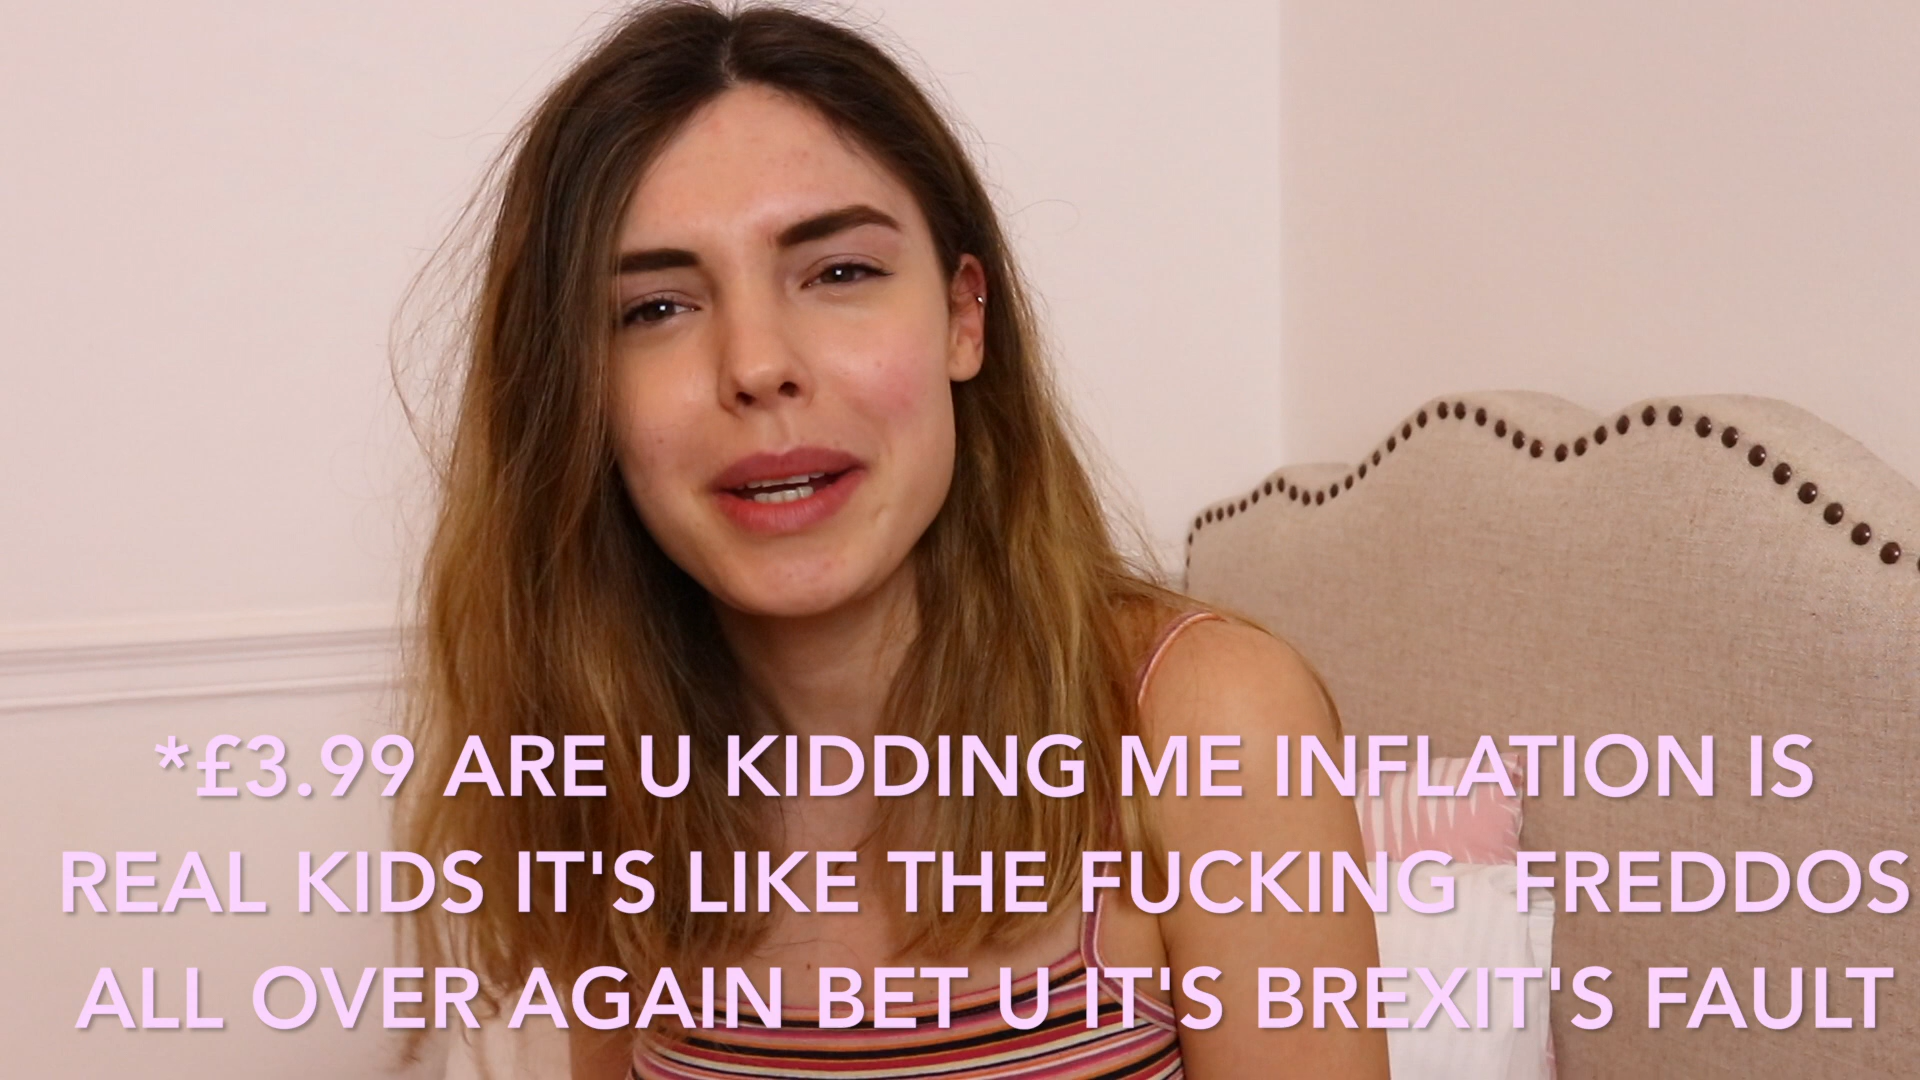 *£3.99 ARE U KIDDING ME INFLATION IS
REAL KIDS IT'S LIKE THE FUCKING  FREDDOS
ALL OVER AGAIN BET U IT'S BREXIT'S FAULT